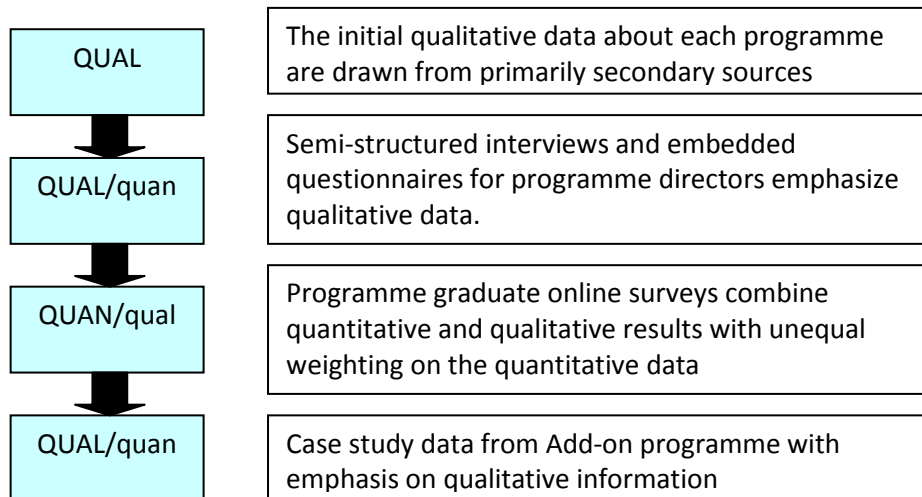 QUAL
The initial qualitative data about each programme
are drawn from primarily secondary sources
QUAL/quan
Semi-structured interviews and embedded
questionnaires for programme directors emphasize
qualitative data.
QUAN/qual
Programme graduate online surveys combine
quantitative and qualitative results with unequal
weighting on the quantitative data
QUAL/quan
Case study data from Add-on programme with
emphasis on qualitative information